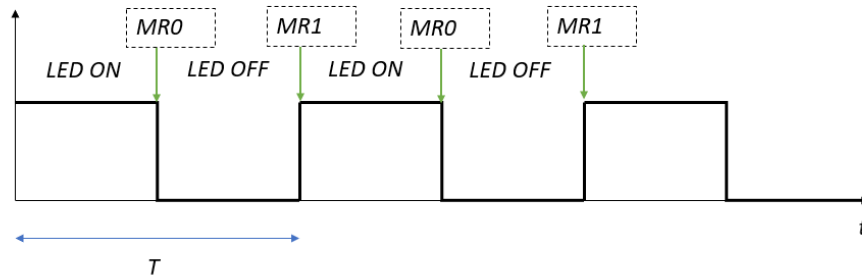 MR0 MR1 MR0 MR1
LED ON LED OFF LED ON LED OFF
t
T